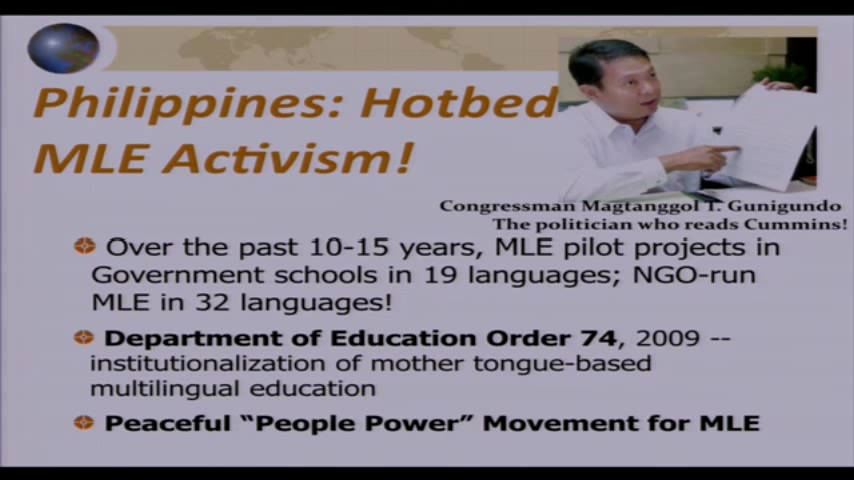 Philippines: Hotbed
MLE Activism!
Congressman Magtanggol T. Gunigundo
The politician who reads Cummins!
Over the past 10-15 years, MLE pilot projects in
Government schools in 19 languages; NGO-run
MLE in 32 languages!
Department of Education Order 74, 2009 --
institutionalization of mother tongue-based
multilingual education
Peaceful “People Power” Movement for MLE